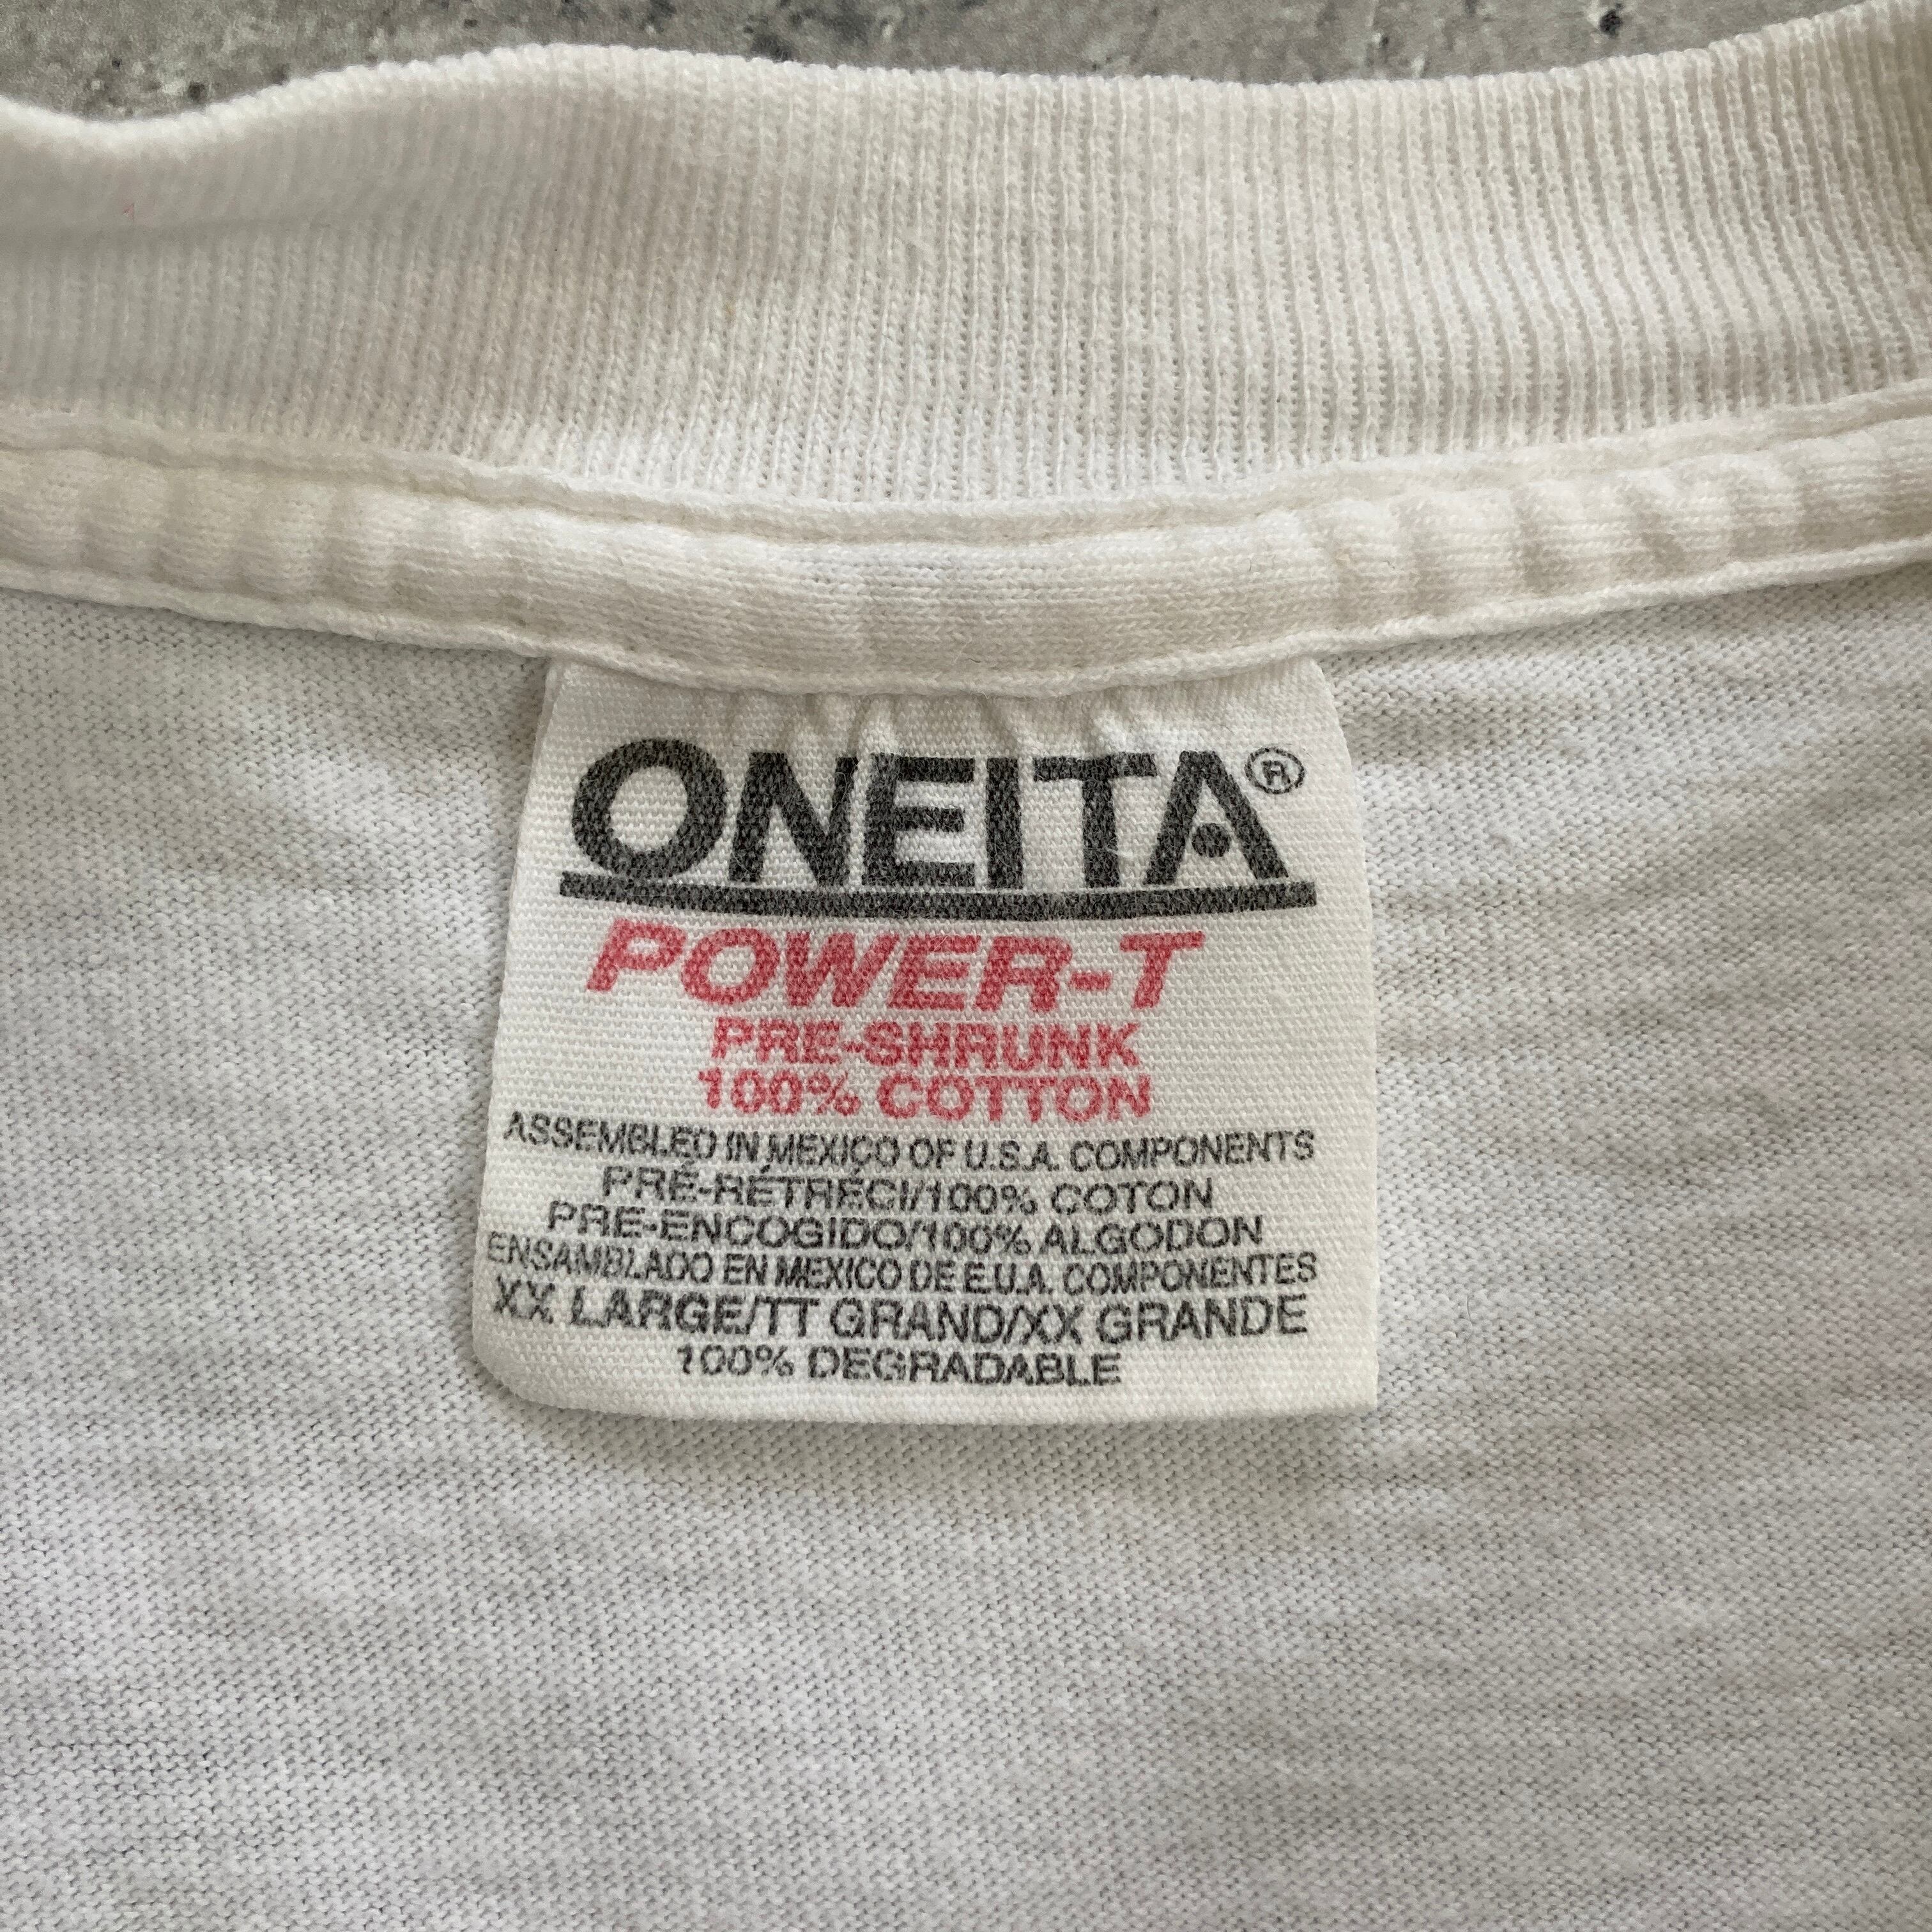 ONEITA®
POWER-T
PRE-SHRUNK
100% COTTON
ASSEMBLED IN MEXICO OF U.S.A. COMPONENTS
PRÉ-RÉTRÉCI/100% COTON
PRE-ENCOGIDO/100% ALGODON
ENSAMBLADO EN MEXICO DE E.U.A. COMPONENTES
XX LARGE/TT GRAND/XX GRANDE
100% DEGRADABLE